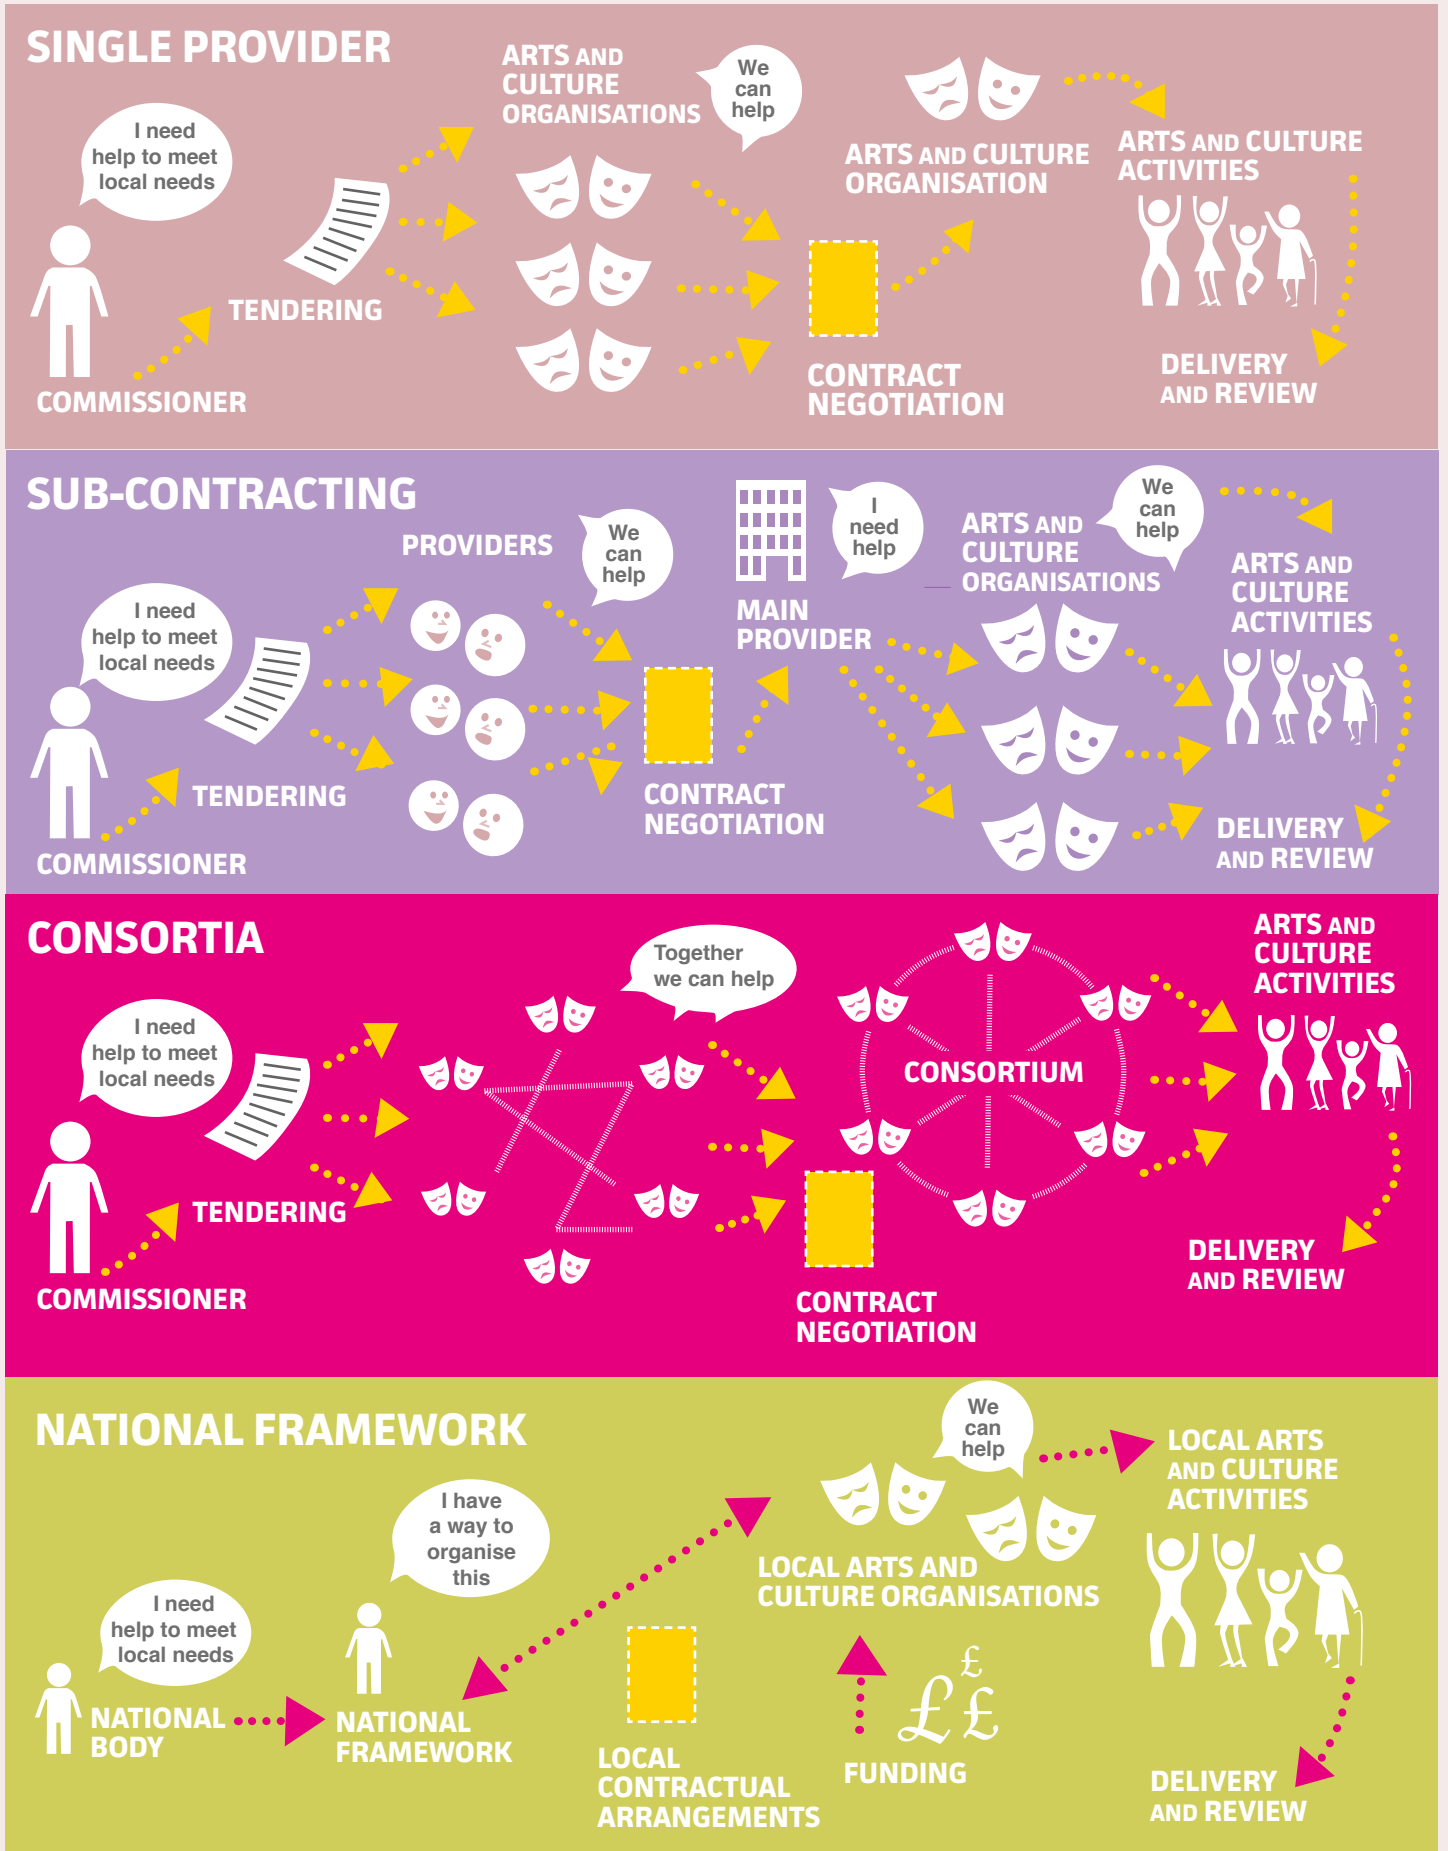 SINGLE PROVIDER
I need
help to meet
local needs
COMMISSIONER
TENDERING
ARTS AND
CULTURE
ORGANISATIONS
We
can
help
CONTRACT
NEGOTIATION
ARTS AND CULTURE
ORGANISATION
ARTS AND CULTURE
ACTIVITIES
DELIVERY
AND REVIEW
SUB-CONTRACTING
I need
help to meet
local needs
COMMISSIONER
TENDERING
PROVIDERS
We
can
help
CONTRACT
NEGOTIATION
MAIN
PROVIDER
I
need
help
ARTS AND
CULTURE
ORGANISATIONS
We
can
help
ARTS AND
CULTURE
ACTIVITIES
DELIVERY
AND REVIEW
CONSORTIA
I need
help to meet
local needs
COMMISSIONER
TENDERING
Together
we can help
CONTRACT
NEGOTIATION
CONSORTIUM
ARTS AND
CULTURE
ACTIVITIES
DELIVERY
AND REVIEW
NATIONAL FRAMEWORK
I need
help to meet
local needs
NATIONAL
BODY
I have
a way to
organise
this
NATIONAL
FRAMEWORK
LOCAL
CONTRACTUAL
ARRANGEMENTS
We
can
help
LOCAL ARTS AND
CULTURE ORGANISATIONS
£
£ £
FUNDING
LOCAL ARTS
AND CULTURE
ACTIVITIES
DELIVERY
AND REVIEW